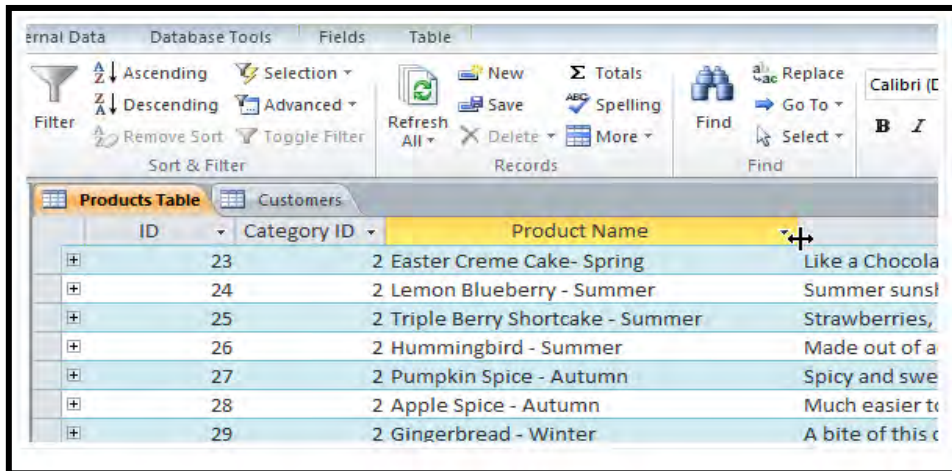 ernal Data Database Tools Fields Table
Ascending Selection New Σ Totals Replace Calibri (D
Descending Advanced Save Spelling Go To
Filter Remove Sort Toggle Filter Refresh All Delete More Find Select B I
Sort & Filter Records Find
Products Table Customers
ID Category ID Product Name
23 2 Easter Creme Cake- Spring Like a Chocola
24 2 Lemon Blueberry - Summer Summer sunsh
25 2 Triple Berry Shortcake - Summer Strawberries,
26 2 Hummingbird - Summer Made out of a
27 2 Pumpkin Spice - Autumn Spicy and swe
28 2 Apple Spice - Autumn Much easier to
29 2 Gingerbread - Winter A bite of this c